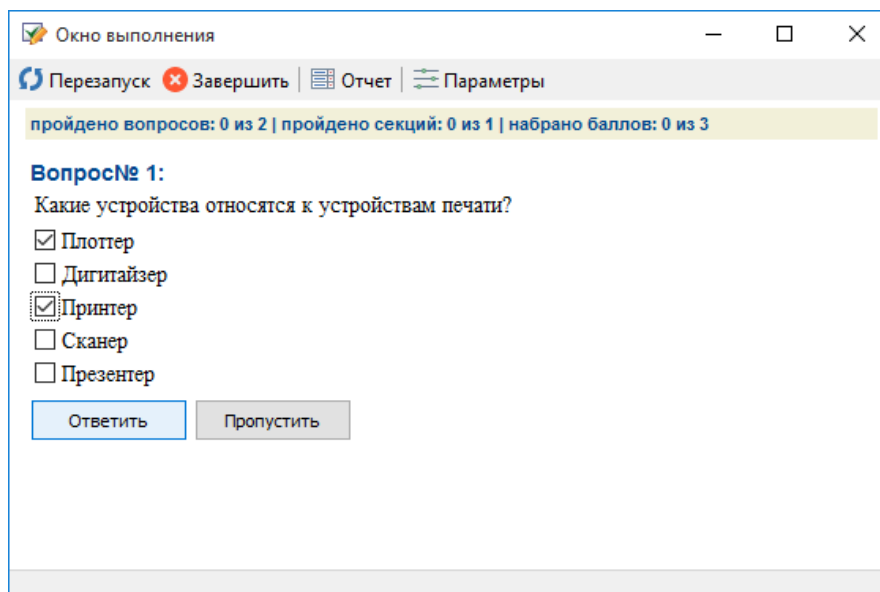 Окно выполнения
Перезапуск Завершить Отчет Параметры
пройдено вопросов: 0 из 2 | пройдено секций: 0 из 1 | набрано баллов: 0 из 3
Вопрос№ 1:
Какие устройства относятся к устройствам печати?
Плоттер
Дигитайзер
Принтер
Сканер
Презентер
Ответить Пропустить